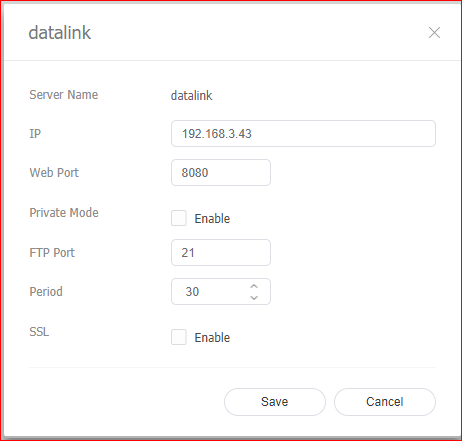 datalink
Server Name datalink
IP 192.168.3.43
Web Port 8080
Private Mode Enable
FTP Port 21
Period 30
SSL Enable
Save Cancel